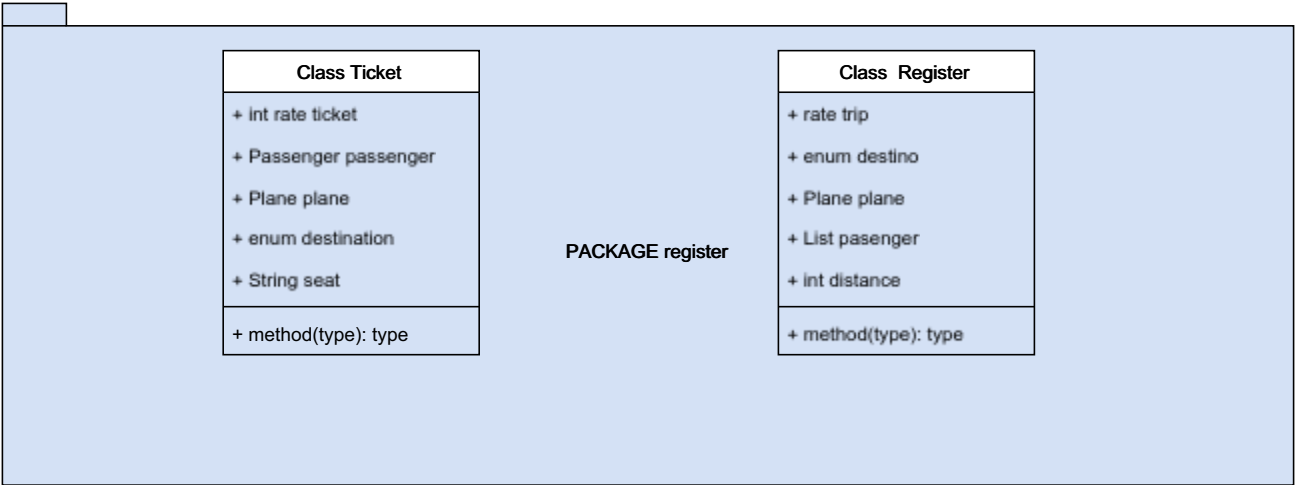 Class Ticket
+ int rate ticket
+ Passenger passenger
+ Plane plane
+ enum destination
+ String seat
+ method(type): type
PACKAGE register
Class Register
+ rate trip
+ enum destino
+ Plane plane
+ List pasenger
+ int distance
+ method(type): type